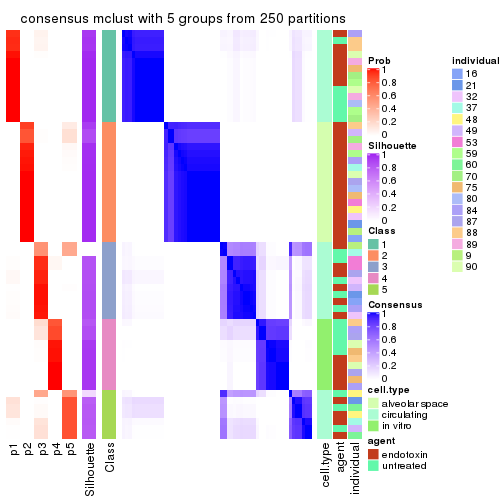 consensus mclust with 5 groups from 250 partitions
p1
p2
p3
p4
p5
Silhouette
Class
cell.type
agent
individual
Prob
1
0.8
0.6
0.4
0.2
0
Silhouette
1
0.8
0.6
0.4
0.2
0
Class
1
2
3
4
5
Consensus
1
0.8
0.6
0.4
0.2
0
cell.type
alveolar space
circulating
in vitro
agent
endotoxin
untreated
individual
16
21
32
37
48
49
53
59
60
70
75
80
84
87
88
89
9
90